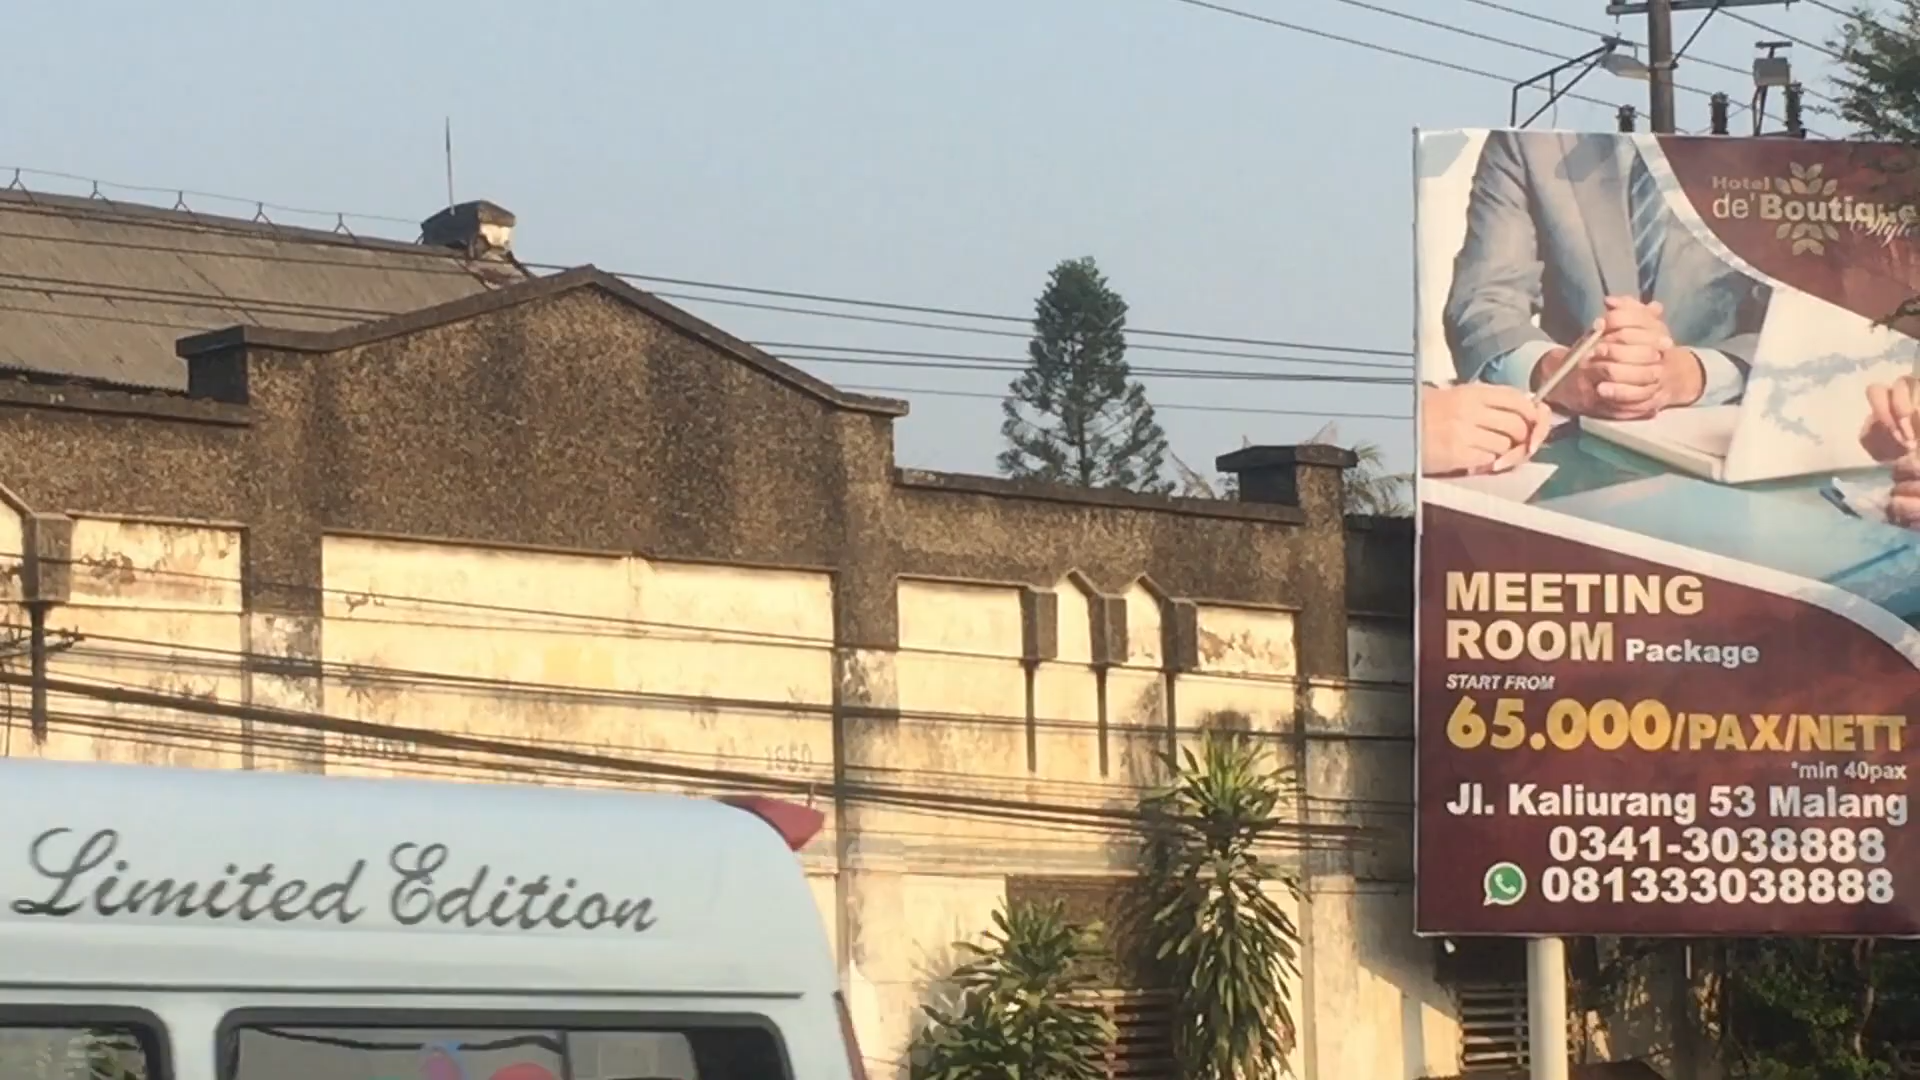 Limited Edition
Hotel
de'Boutique
Style
MEETING
ROOM Package
START FROM
65.000/PAX/NETT
*min 40pax
Jl. Kaliurang 53 Malang
0341-3038888
081333038888